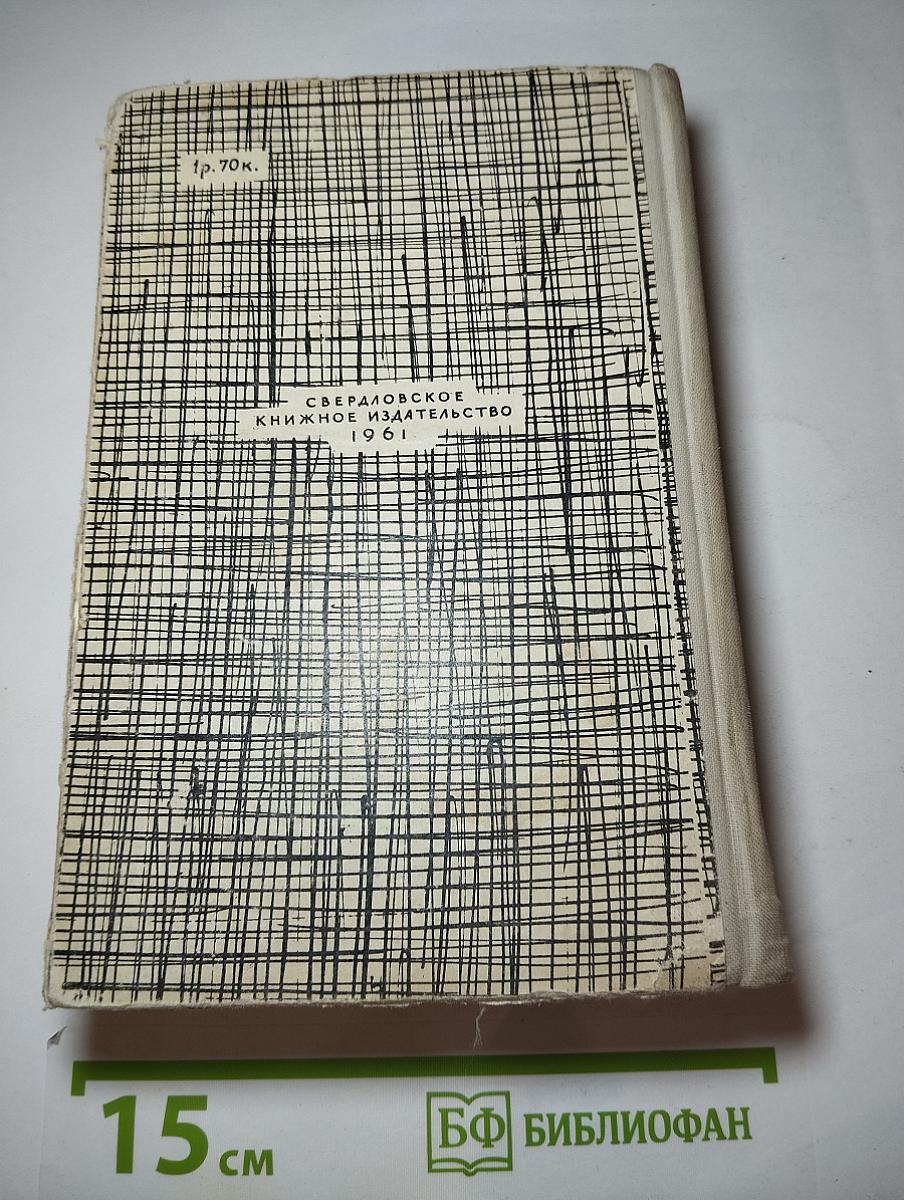 1р. 70к.
СВЕРДЛОВСКОЕ
КНИЖНОЕ ИЗДАТЕЛЬСТВО
1961
15 см
БФ БИБЛИОФАН